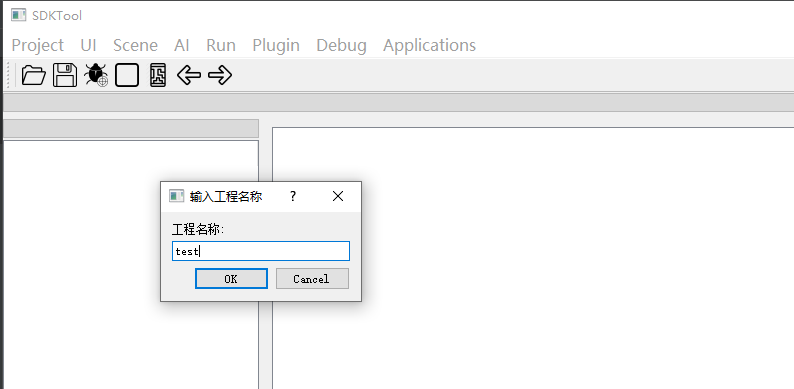 SDKTool
Project UI Scene AI Run Plugin Debug Applications
输入工程名称 ?
工程名称:
test
OK Cancel